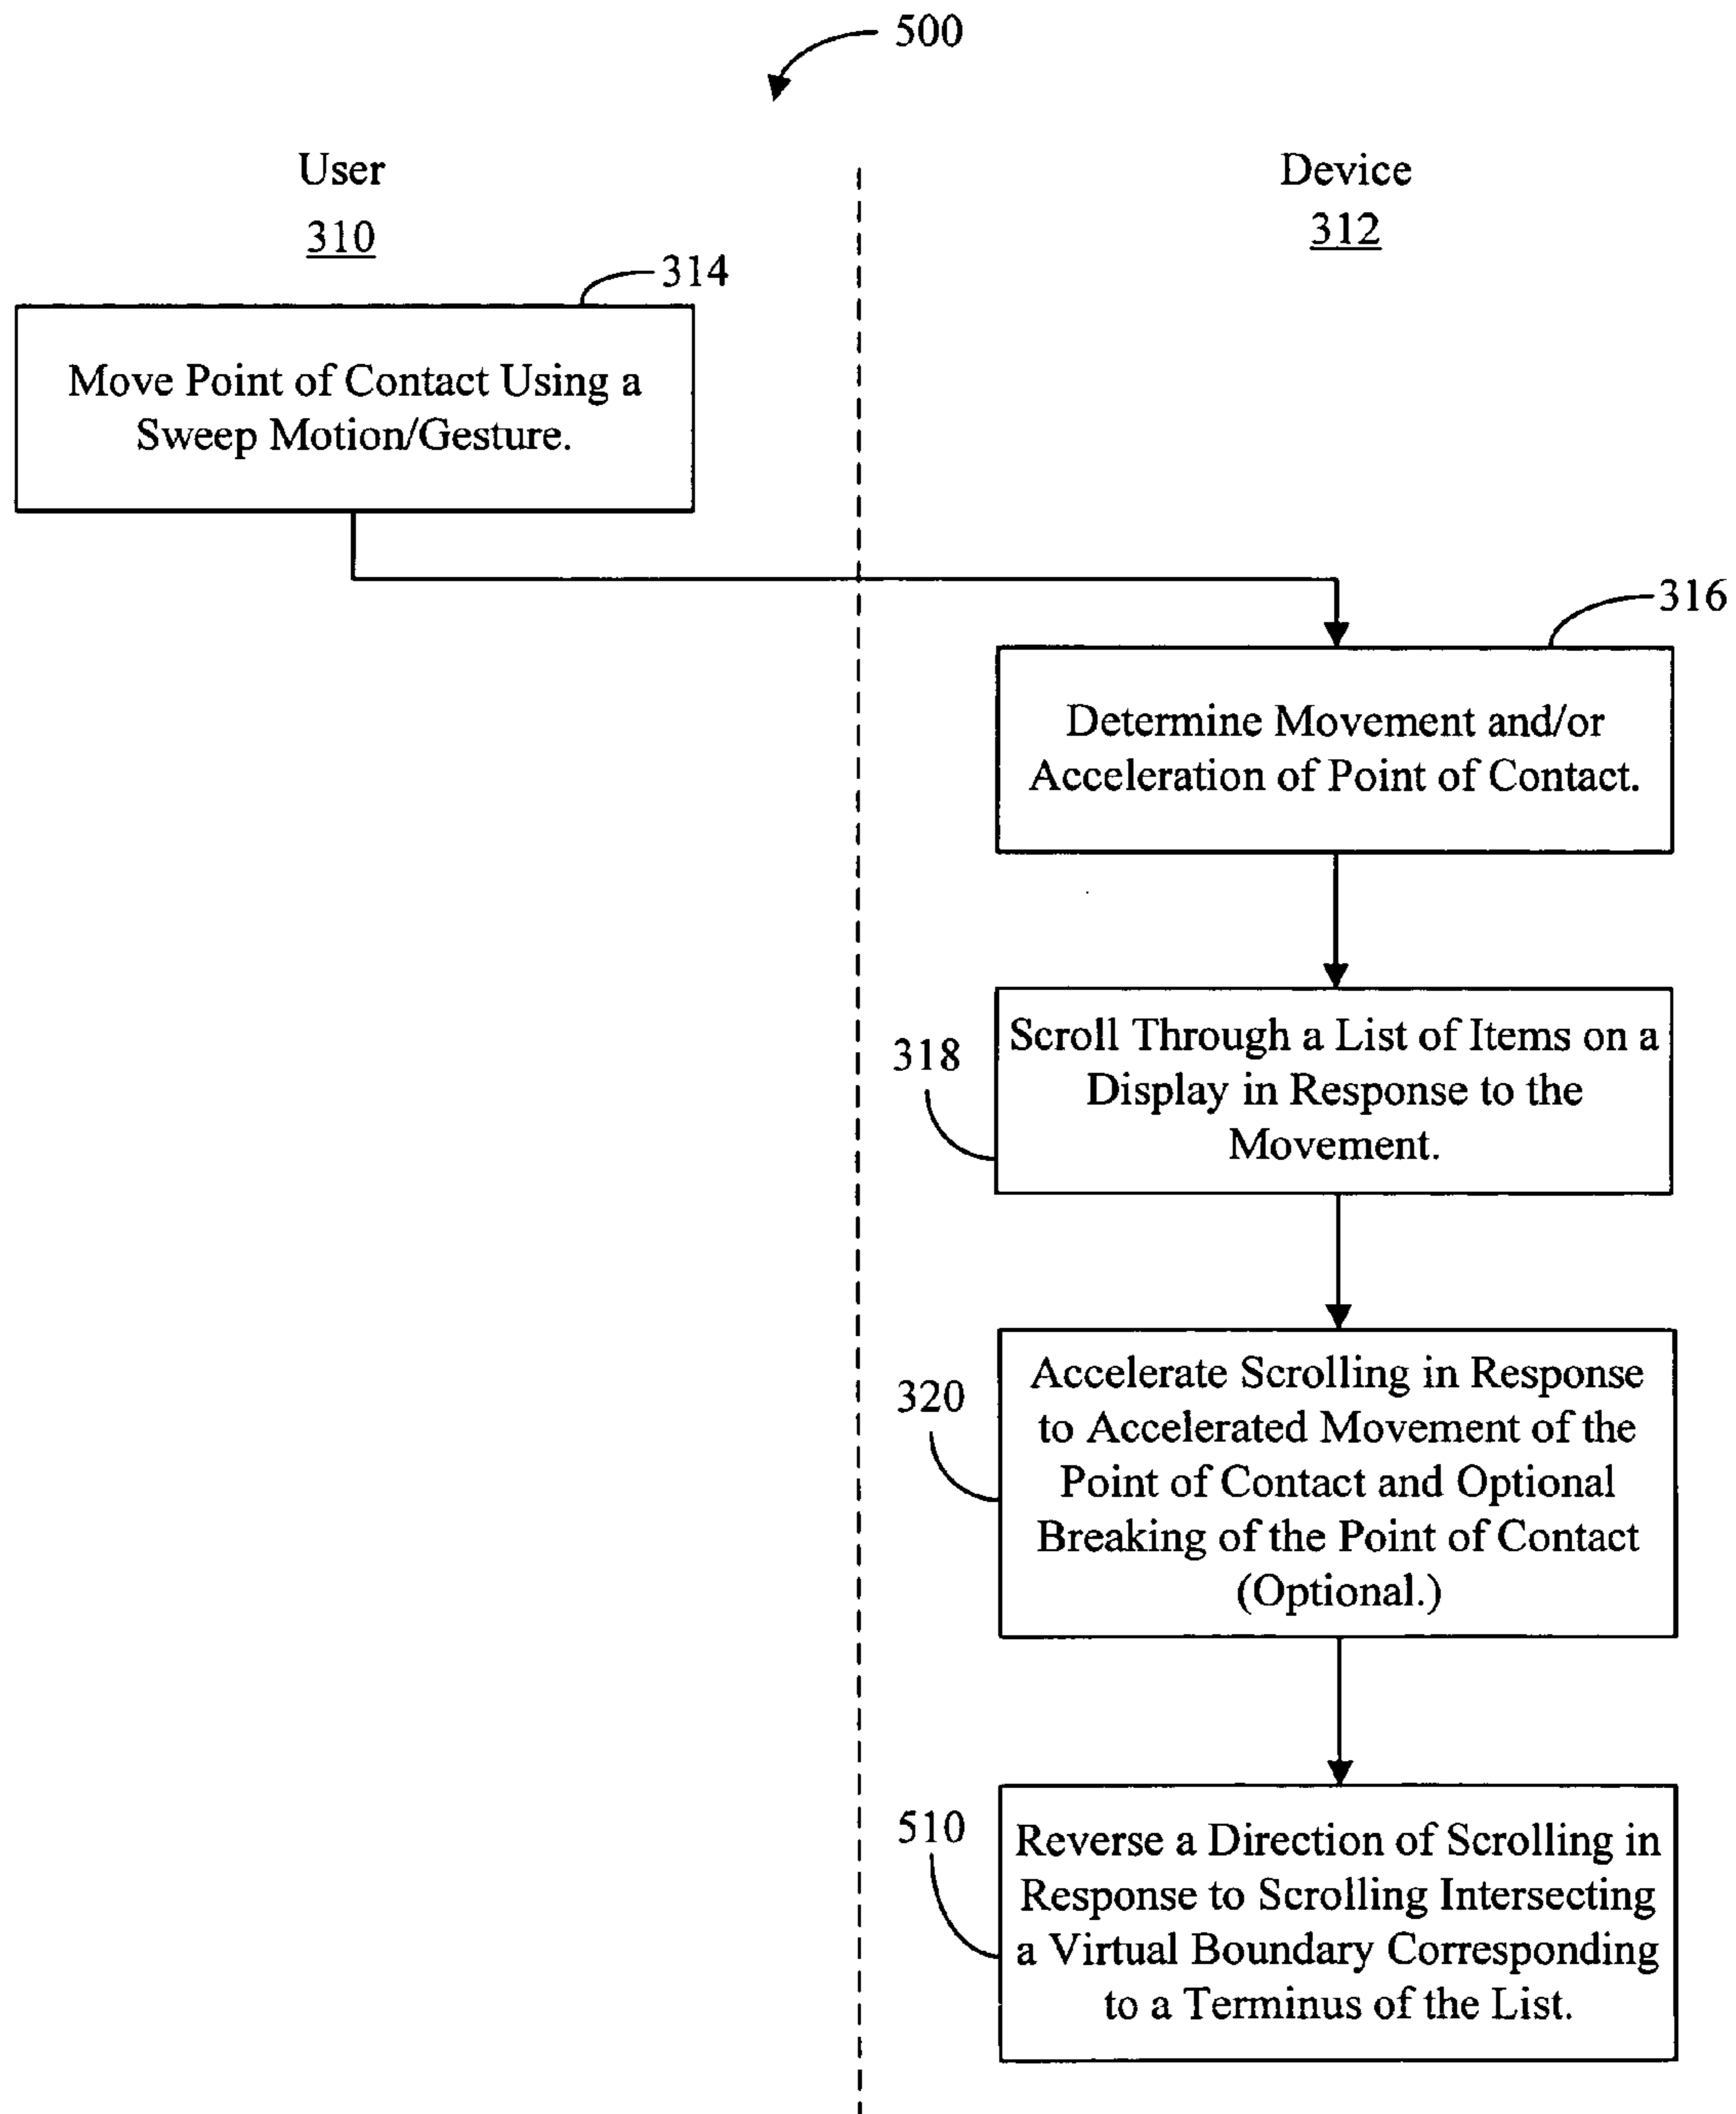 500
User
310
Device
312
314
Move Point of Contact Using a
Sweep Motion/Gesture.
316
Determine Movement and/or
Acceleration of Point of Contact.
318
Scroll Through a List of Items on a
Display in Response to the
Movement.
320
Accelerate Scrolling in Response
to Accelerated Movement of the
Point of Contact and Optional
Breaking of the Point of Contact
(Optional.)
510
Reverse a Direction of Scrolling in
Response to Scrolling Intersecting
a Virtual Boundary Corresponding
to a Terminus of the List.